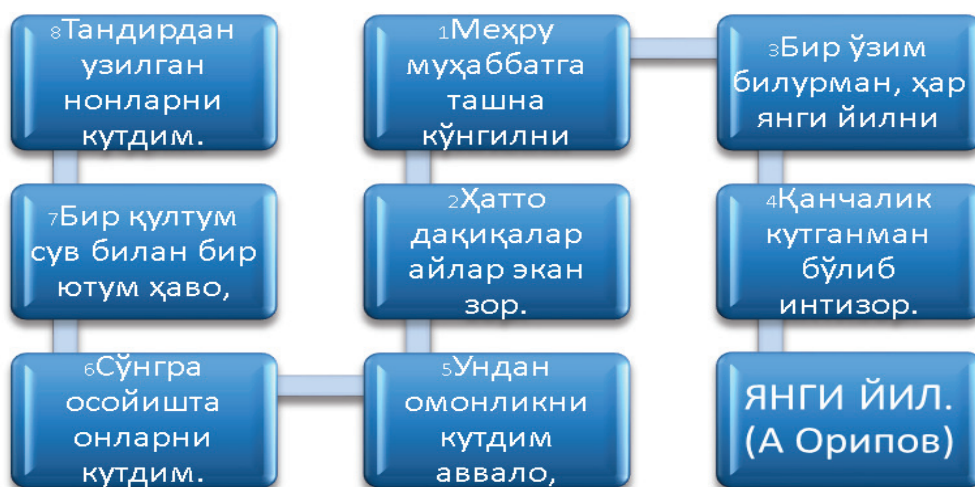 8Тандирдан
узилган
нонларни
кутдим.
1Меҳру
муҳаббатга
ташна
кўнгилни
3Бир ўзим
билурман, ҳар
янги йилни
7Бир қултум
сув билан бир
ютум ҳаво,
2Ҳатто
дақиқалар
айлар экан
зор.
4Қанчалик
кутганман
бўлиб
интизор.
6Сўнгра
осойишта
онларни
кутдим.
5Ундан
омонликни
кутдим
аввало,
ЯНГИ ЙИЛ.
(А Орипов)